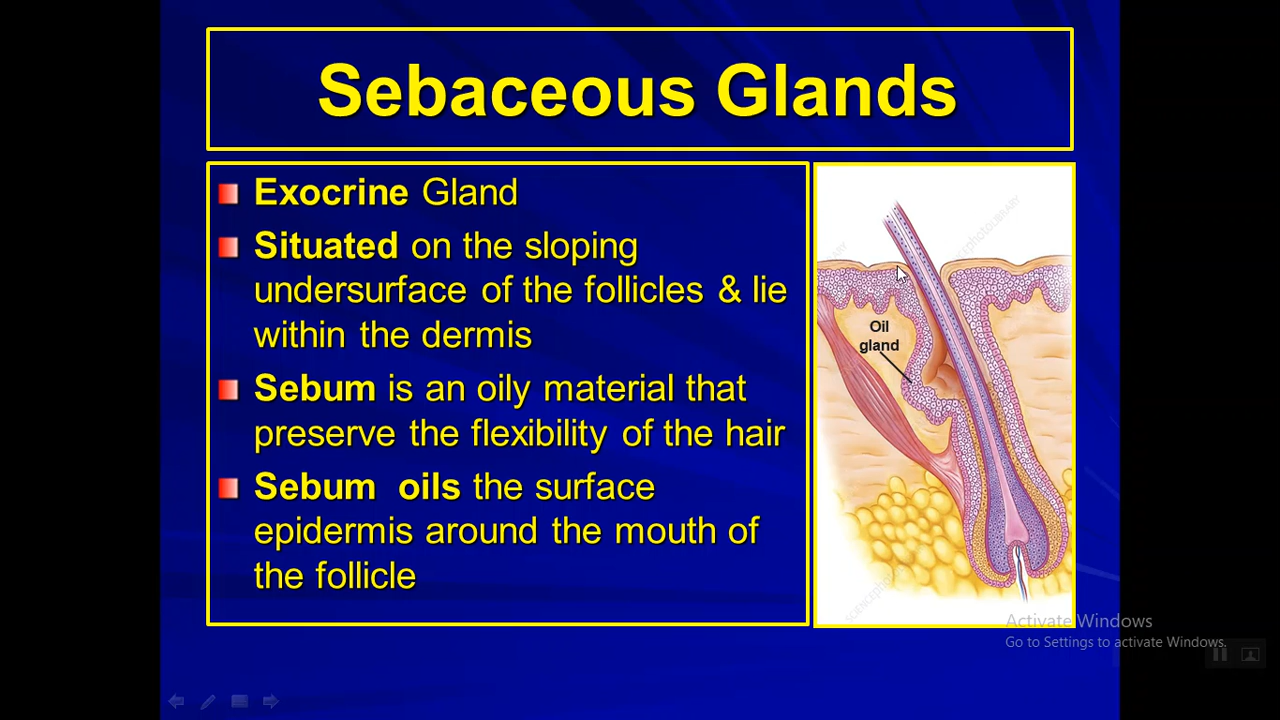 Sebaceous Glands
Exocrine Gland
Situated on the sloping
undersurface of the follicles & lie
within the dermis
Sebum is an oily material that
preserve the flexibility of the hair
Sebum oils the surface
epidermis around the mouth of
the follicle
Oil
gland
Activate Windows
Go to Settings to activate Windows.